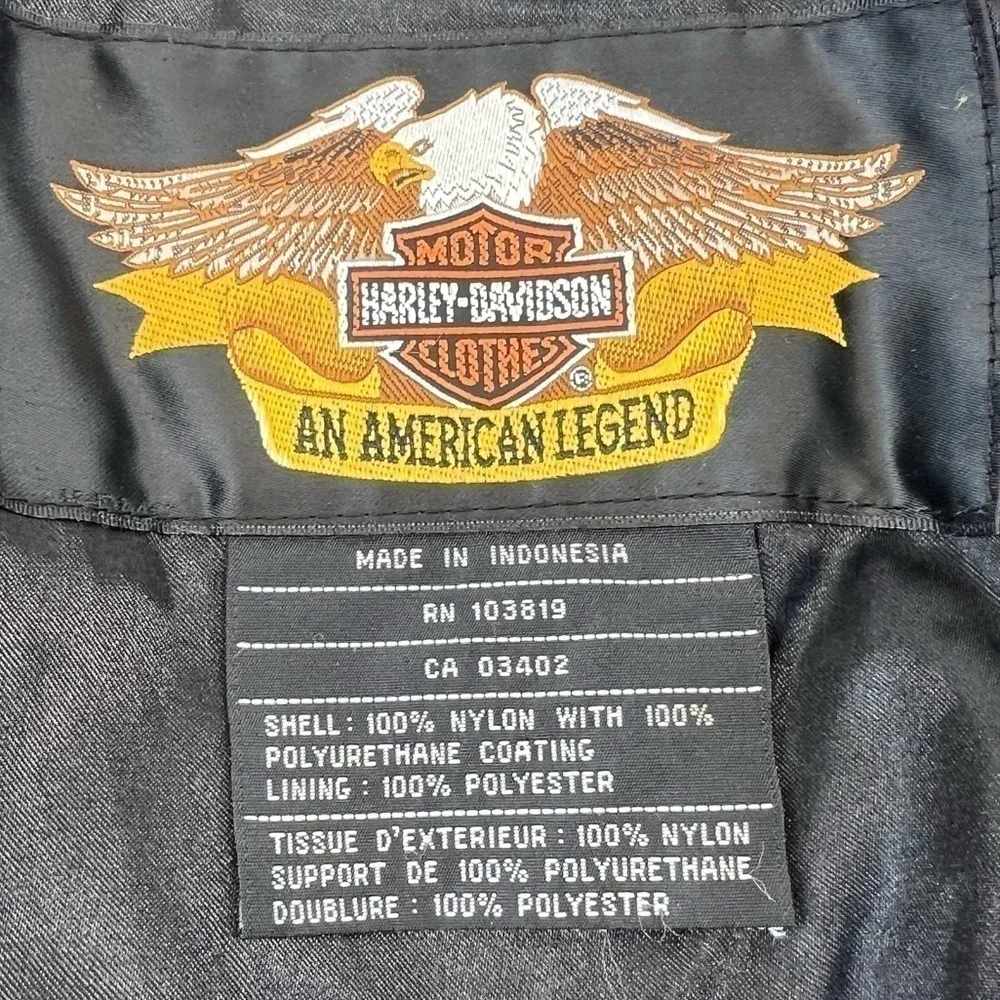 MOTOR
HARLEY-DAVIDSON
CLOTHES
®
AN AMERICAN LEGEND
MADE IN INDONESIA
RN 103819
CA 03402
SHELL: 100% NYLON WITH 100%
POLYURETHANE COATING
LINING: 100% POLYESTER
TISSUE D'EXTERIEUR: 100% NYLON
SUPPORT DE 100% POLYURETHANE
DOUBLURE: 100% POLYESTER